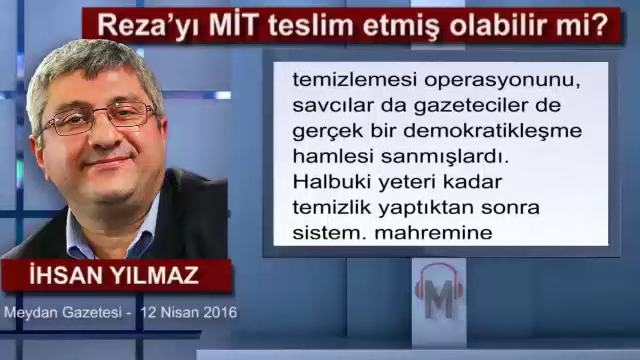 Reza'yı MİT teslim etmiş olabilir mi?
temizlemesi operasyonunu,
savcılar da gazeteciler de
gerçek bir demokratikleşme
hamlesi sanmışlardı.
Halbuki yeteri kadar
temizlik yaptıktan sonra
sistem. mahremine
İHSAN YILMAZ
Meydan Gazetesi - 12 Nisan 2016
M